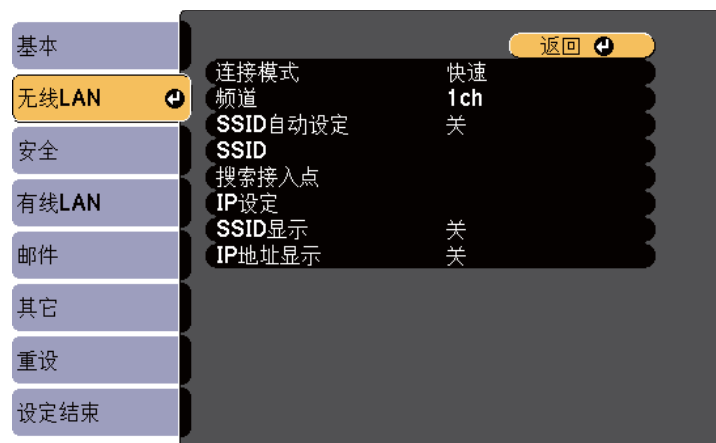 基本
无线LAN
安全
有线LAN
邮件
其它
重设
设定结束
返回
连接模式 快速
频道 1ch
SSID自动设定 关
SSID
搜索接入点
IP设定
SSID显示 关
IP地址显示 关